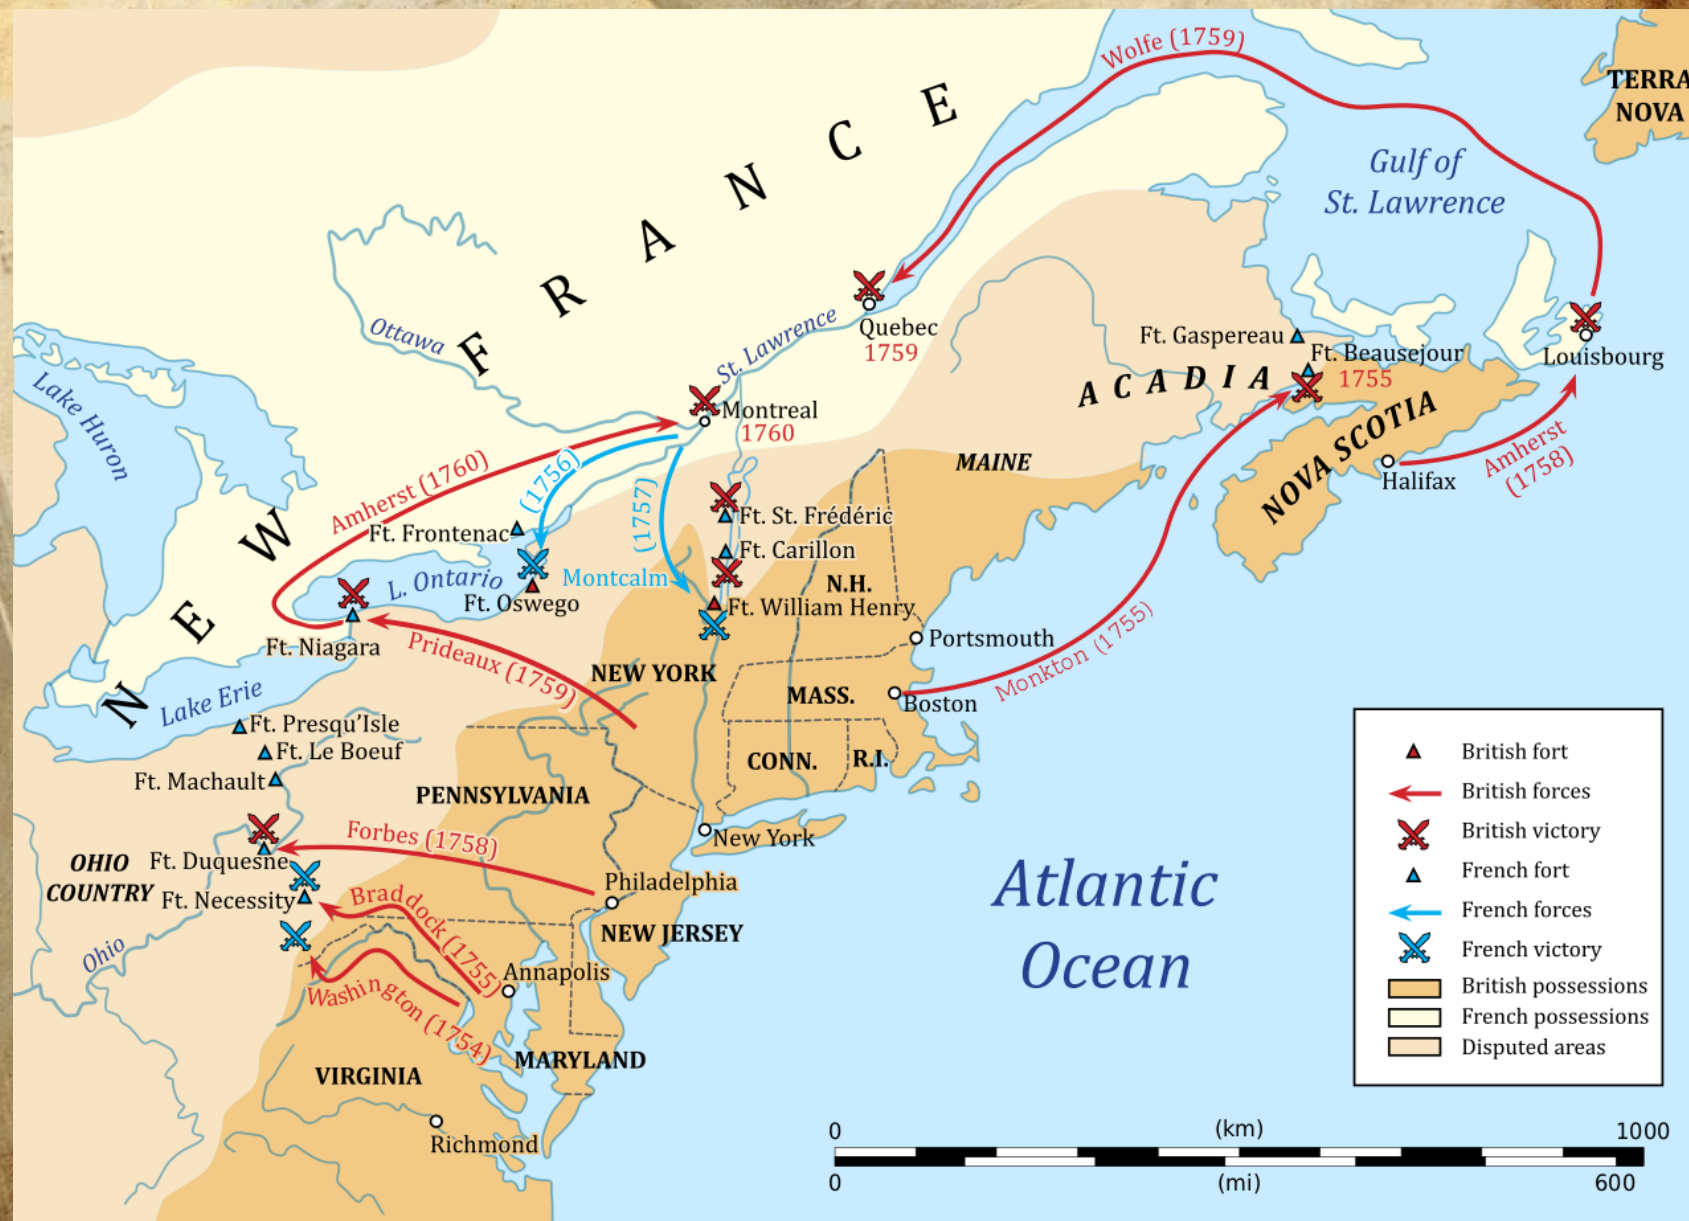 Wolfe (1759)
TERRA
NOVA
NEW FRANCE
Gulf of
St. Lawrence
Ottawa
St. Lawrence
Quebec
1759
Ft. Gaspereau
Ft. Beausejour
1755
Louisbourg
ACADIA
Lake Huron
Montreal
1760
NOVA SCOTIA
Amherst
(1758)
Halifax
MAINE
Amherst (1760)
(1756)
(1757)
Ft. Frontenac
Ft. St. Frédéric
Ft. Carillon
L. Ontario
Montcalm
N.H.
Ft. Oswego
Ft. William Henry
Ft. Niagara
Prideaux (1759)
Portsmouth
Monkton (1755)
NEW YORK
MASS.
Boston
Lake Erie
Ft. Presqu'Isle
Ft. Le Boeuf
Ft. Machault
CONN.
R.I.
PENNSYLVANIA
New York
Forbes (1758)
OHIO
COUNTRY
Ft. Duquesne
Ft. Necessity
Braddock (1755)
Philadelphia
NEW JERSEY
Ohio
Annapolis
Washington (1754)
MARYLAND
VIRGINIA
Richmond
Atlantic
Ocean
British fort
British forces
British victory
French fort
French forces
French victory
British possessions
French possessions
Disputed areas
0 (km) 1000
0 (mi) 600